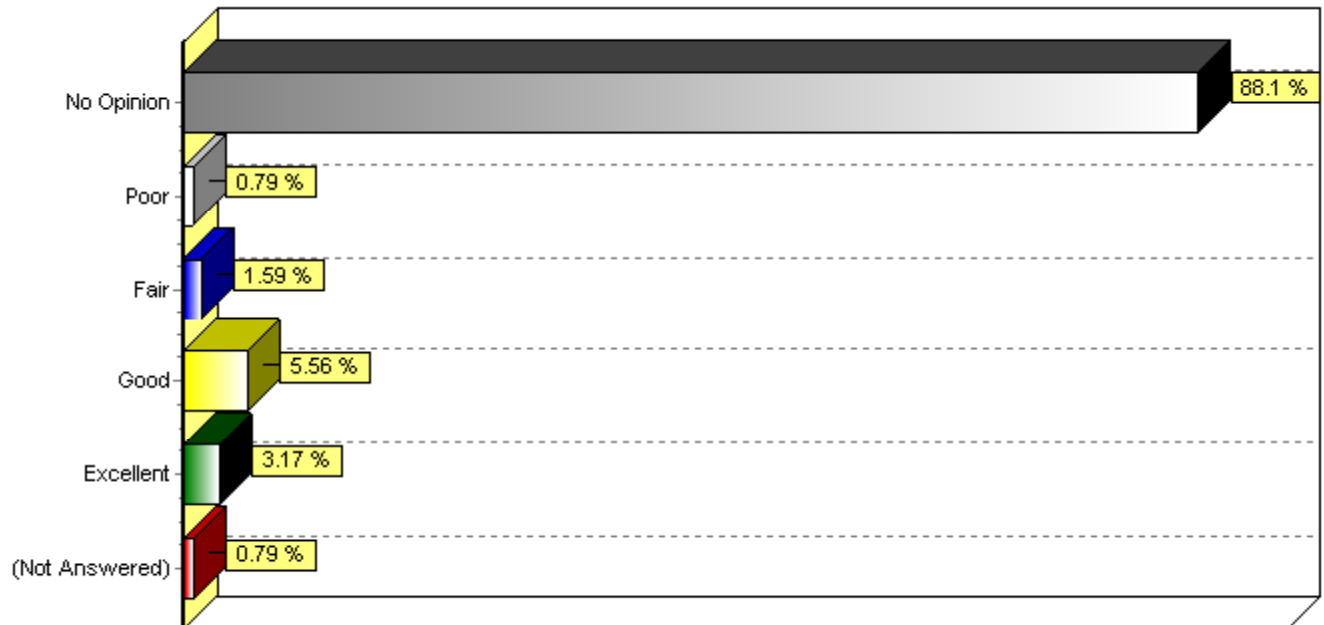 No Opinion
88.1 %
Poor
0.79 %
Fair
1.59 %
Good
5.56 %
Excellent
3.17 %
(Not Answered)
0.79 %